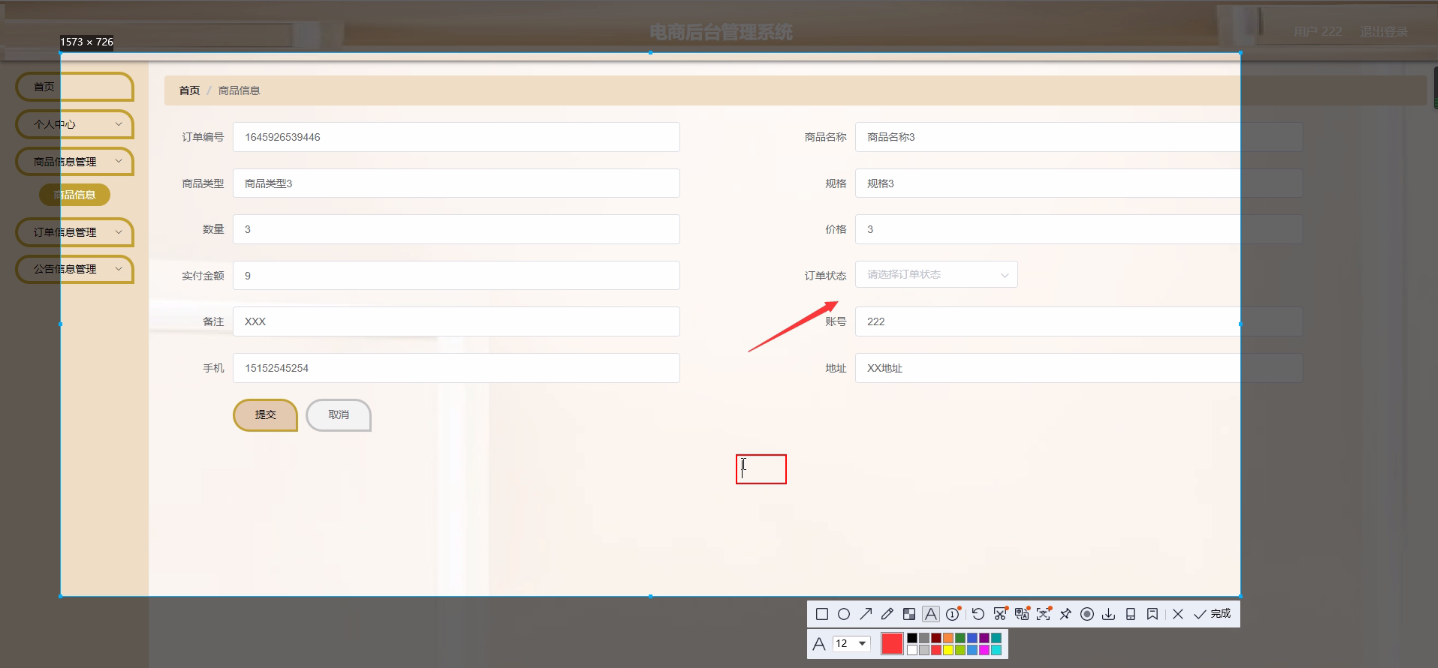 电商后台管理系统
用户 222 退出登录
1573 × 726
首页
个人中心
商品信息管理
商品信息
订单信息管理
公告信息管理
首页 / 商品信息
订单编号 1645926539446 商品名称 商品名称3
商品类型 商品类型3 规格 规格3
数量 3 价格 3
实付金额 9 订单状态 请选择订单状态
备注 XXX 账号 222
手机 15152545254 地址 XX地址
提交 取消
完成
A 12